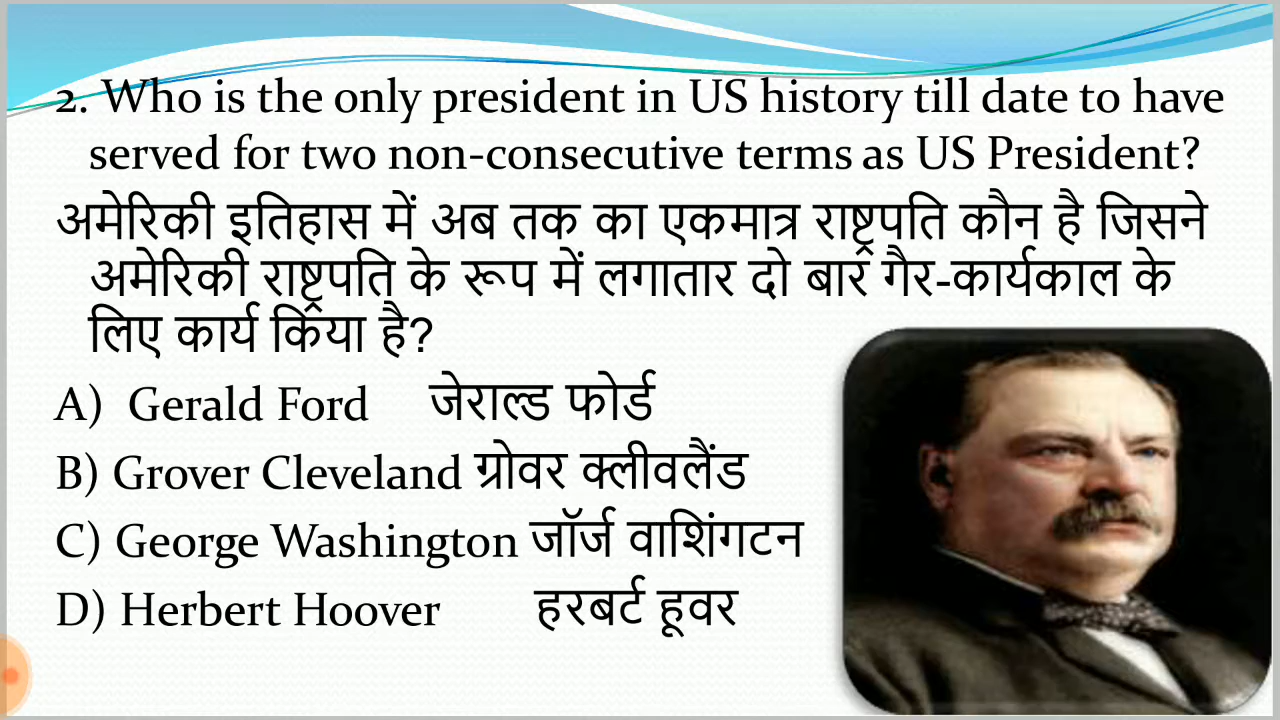 2. Who is the only president in US history till date to have
served for two non-consecutive terms as US President?
अमेरिकी इतिहास में अब तक का एकमात्र राष्ट्रपति कौन है जिसने
अमेरिकी राष्ट्रपति के रूप में लगातार दो बार गैर-कार्यकाल के
लिए कार्य किया है?
A) Gerald Ford जेराल्ड फोर्ड
B) Grover Cleveland ग्रोवर क्लीवलैंड
C) George Washington जॉर्ज वाशिंगटन
D) Herbert Hoover हरबर्ट हूवर